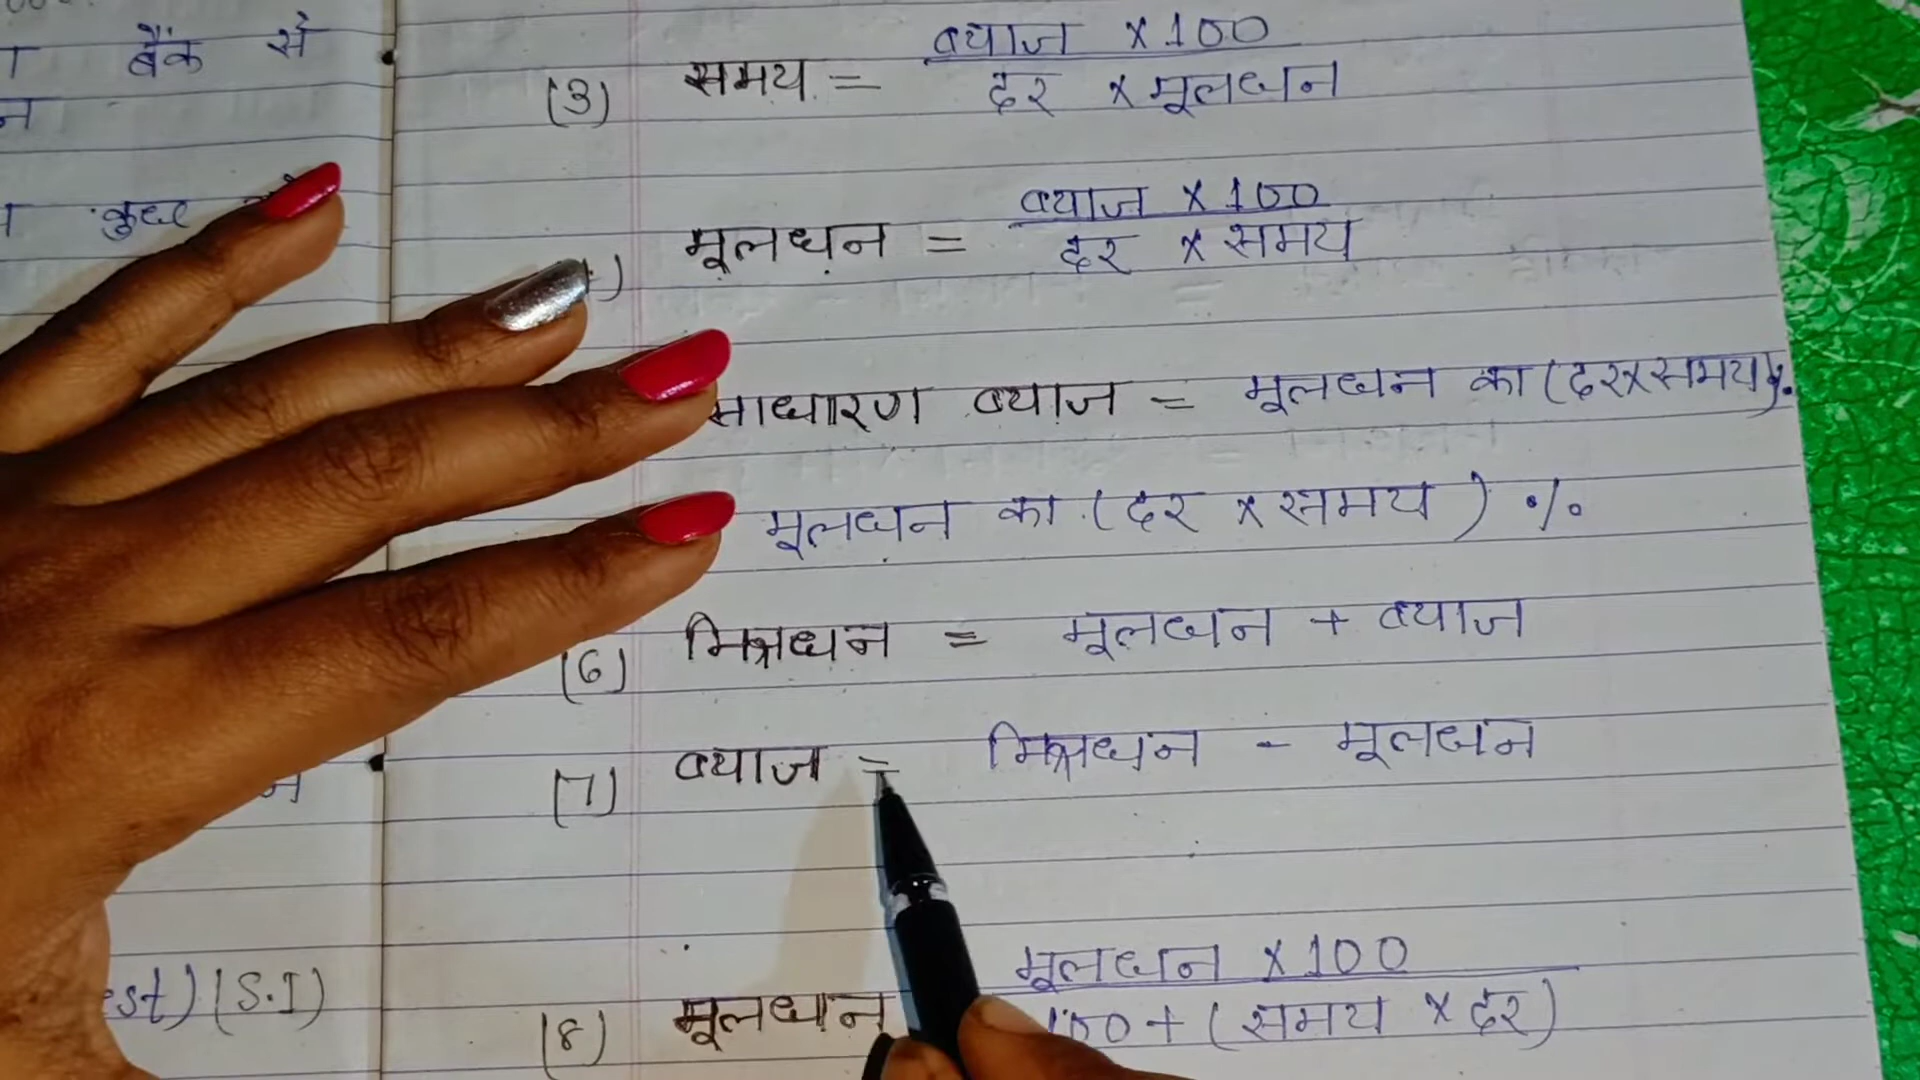 बैंक से
कुछ
est) (S.I)
(3) समय = ब्याज × 100
दर × मूलधन
) मूलधन = ब्याज × 100
दर × समय
साधारण ब्याज = मूलधन का (दर×समय)%
मूलधन का (दर × समय) %
(6) मिश्रधन = मूलधन + ब्याज
(7) ब्याज = मिश्रधन - मूलधन
(8) मूलधन मूलधन × 100
100 + (समय × दर)